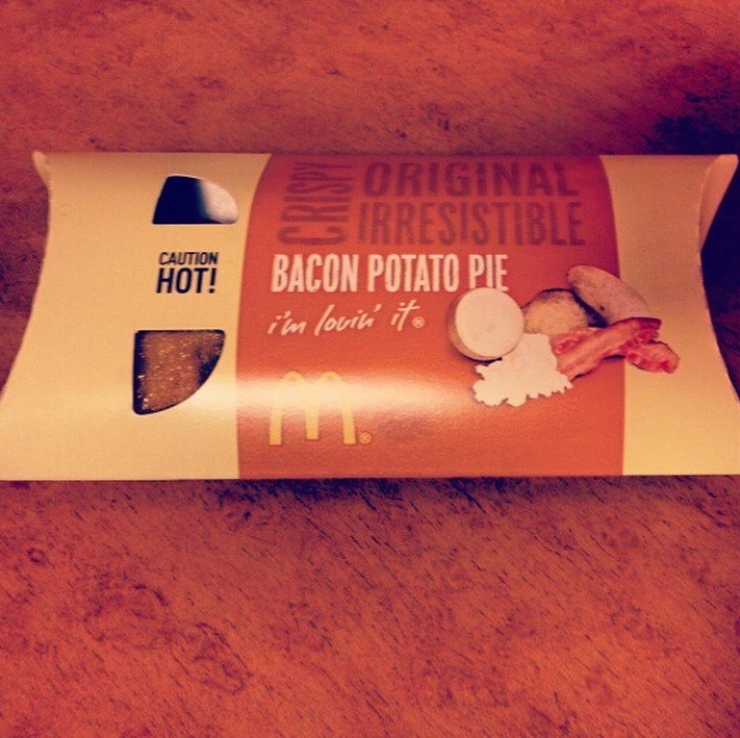 CAUTION
HOT!
CRISPY
ORIGINAL
IRRESISTIBLE
BACON POTATO PIE
i'm lovin' it®
M®